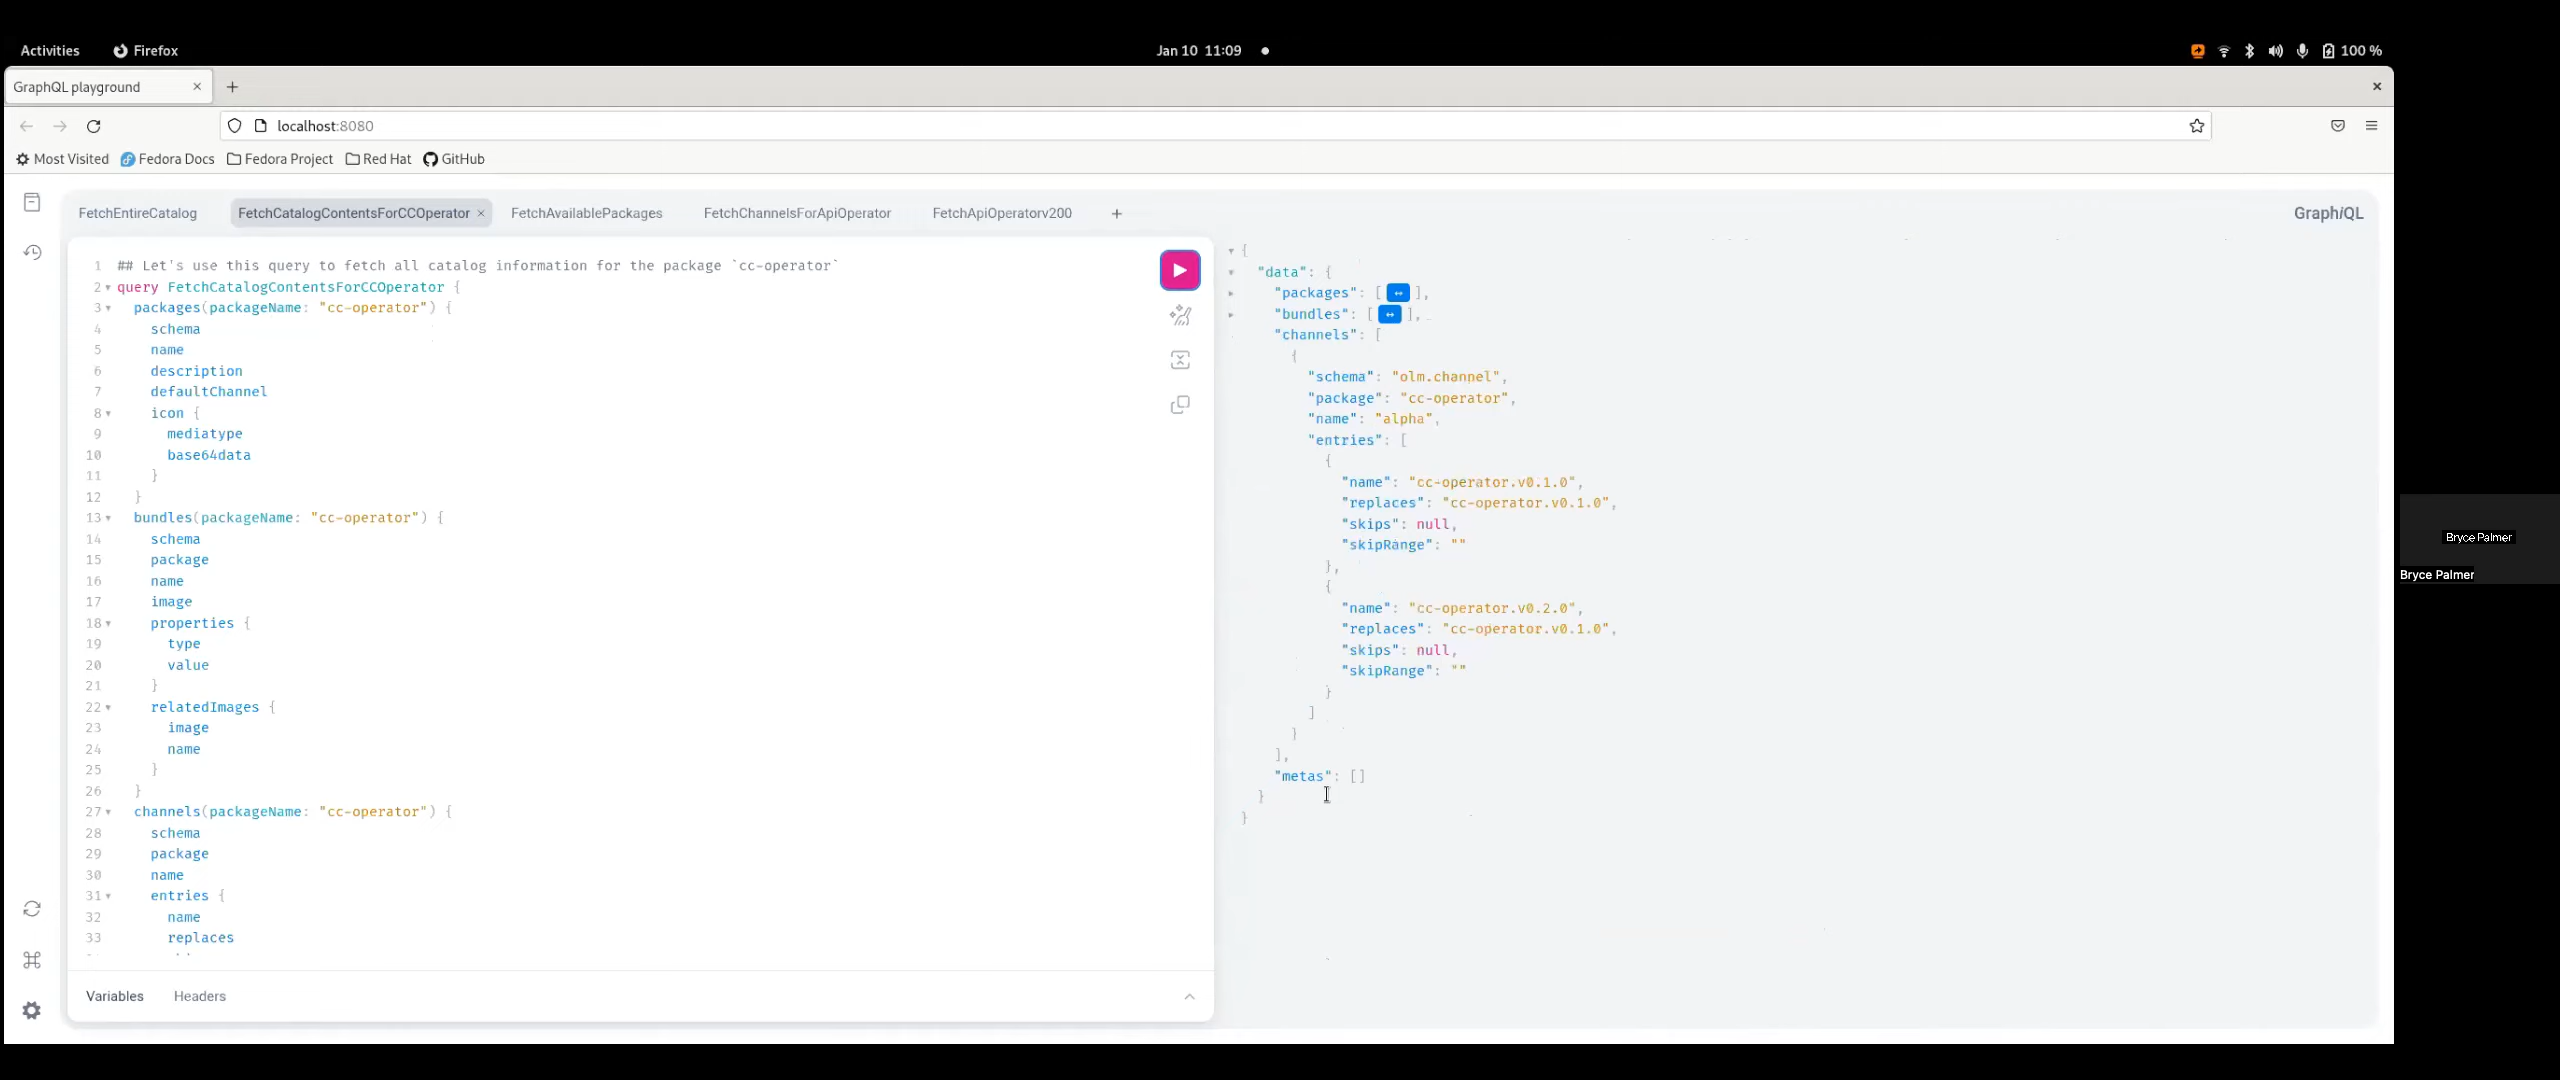 Activities Firefox Jan 10 11:09 100 %
GraphQL playground
localhost:8080
Most Visited Fedora Docs Fedora Project Red Hat GitHub
FetchEntireCatalog FetchCatalogContentsForCCOperator FetchAvailablePackages FetchChannelsForApiOperator FetchApiOperatorv200 + GraphiQL
1 ## Let's use this query to fetch all catalog information for the package `cc-operator`
2 query FetchCatalogContentsForCCOperator {
3 packages(packageName: "cc-operator") {
4 schema
5 name
6 description
7 defaultChannel
8 icon {
9 mediatype
10 base64data
11 }
12 }
13 bundles(packageName: "cc-operator") {
14 schema
15 package
16 name
17 image
18 properties {
19 type
20 value
21 }
22 relatedImages {
23 image
24 name
25 }
26 }
27 channels(packageName: "cc-operator") {
28 schema
29 package
30 name
31 entries {
32 name
33 replaces
Variables Headers
{
"data": {
"packages": [ ↔ ],
"bundles": [ ↔ ],
"channels": [
{
"schema": "olm.channel",
"package": "cc-operator",
"name": "alpha",
"entries": [
{
"name": "cc-operator.v0.1.0",
"replaces": "cc-operator.v0.1.0",
"skips": null,
"skipRange": ""
},
{
"name": "cc-operator.v0.2.0",
"replaces": "cc-operator.v0.1.0",
"skips": null,
"skipRange": ""
}
]
}
],
"metas": []
}
}
Bryce Palmer
Bryce Palmer